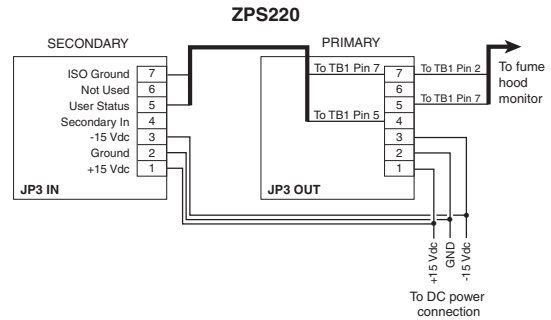 ZPS220
SECONDARY
PRIMARY
ISO Ground 7
Not Used 6
User Status 5
Secondary In 4
-15 Vdc 3
Ground 2
+15 Vdc 1
JP3 IN
To TB1 Pin 7
To TB1 Pin 5
7
6
5
4
3
2
1
JP3 OUT
To TB1 Pin 2
To TB1 Pin 7
To fume
hood
monitor
+15 Vdc
GND
-15 Vdc
To DC power
connection